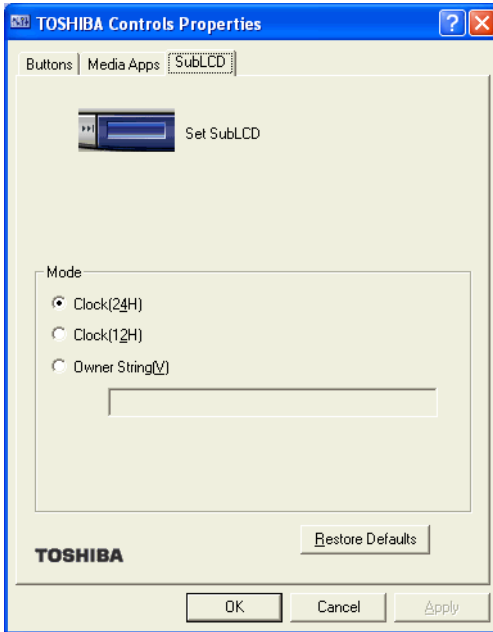 TOSHIBA Controls Properties
Buttons Media Apps SubLCD
Set SubLCD
Mode
Clock(24H)
Clock(12H)
Owner String(V)
Restore Defaults
TOSHIBA
OK Cancel Apply